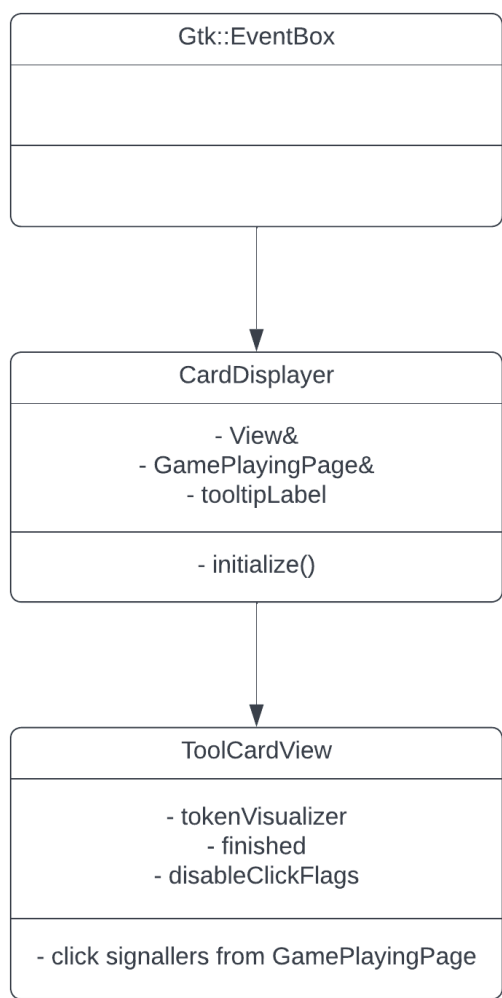 Gtk::EventBox
CardDisplayer
- View&
- GamePlayingPage&
- tooltipLabel
- initialize()
ToolCardView
- tokenVisualizer
- finished
- disableClickFlags
- click signallers from GamePlayingPage